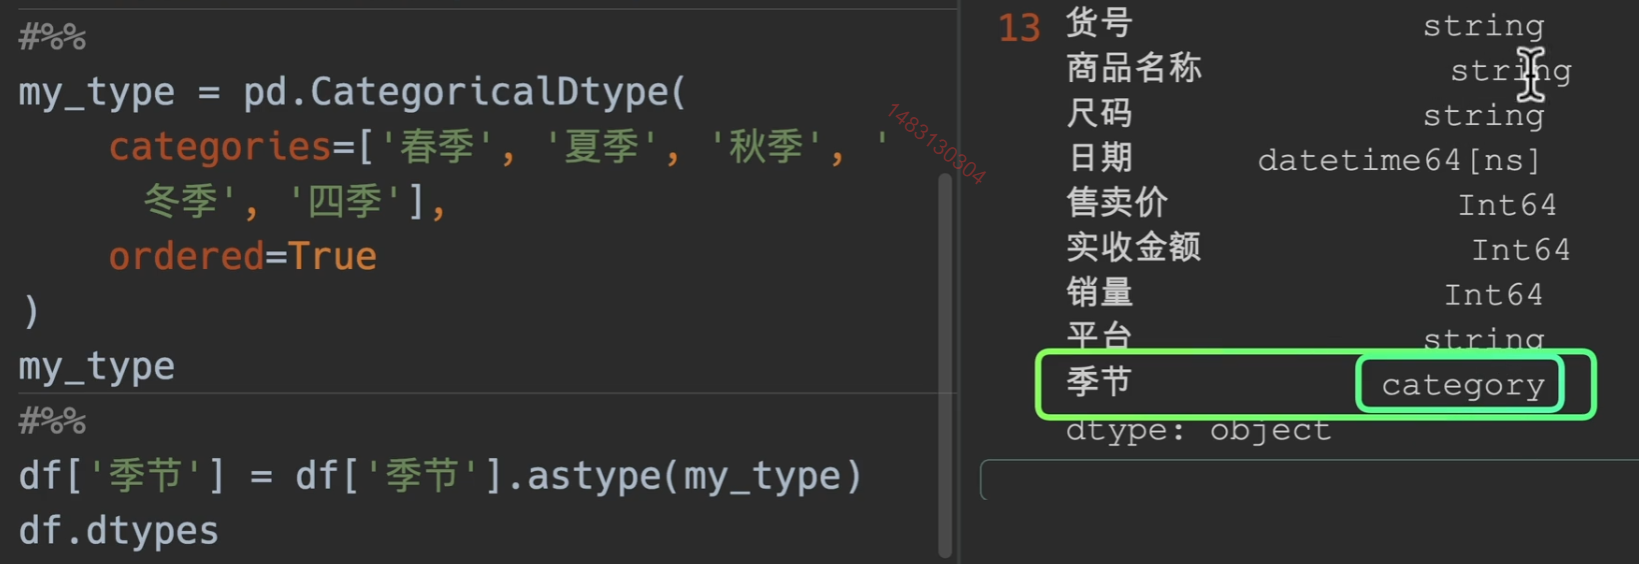 #%%
my_type = pd.CategoricalDtype(
categories=['春季', '夏季', '秋季', '
冬季', '四季'],
ordered=True
)
my_type
#%%
df['季节'] = df['季节'].astype(my_type)
df.dtypes
1483130304
13 货号 string
商品名称 string
尺码 string
日期 datetime64[ns]
售卖价 Int64
实收金额 Int64
销量 Int64
平台 string
季节 category
dtype: object